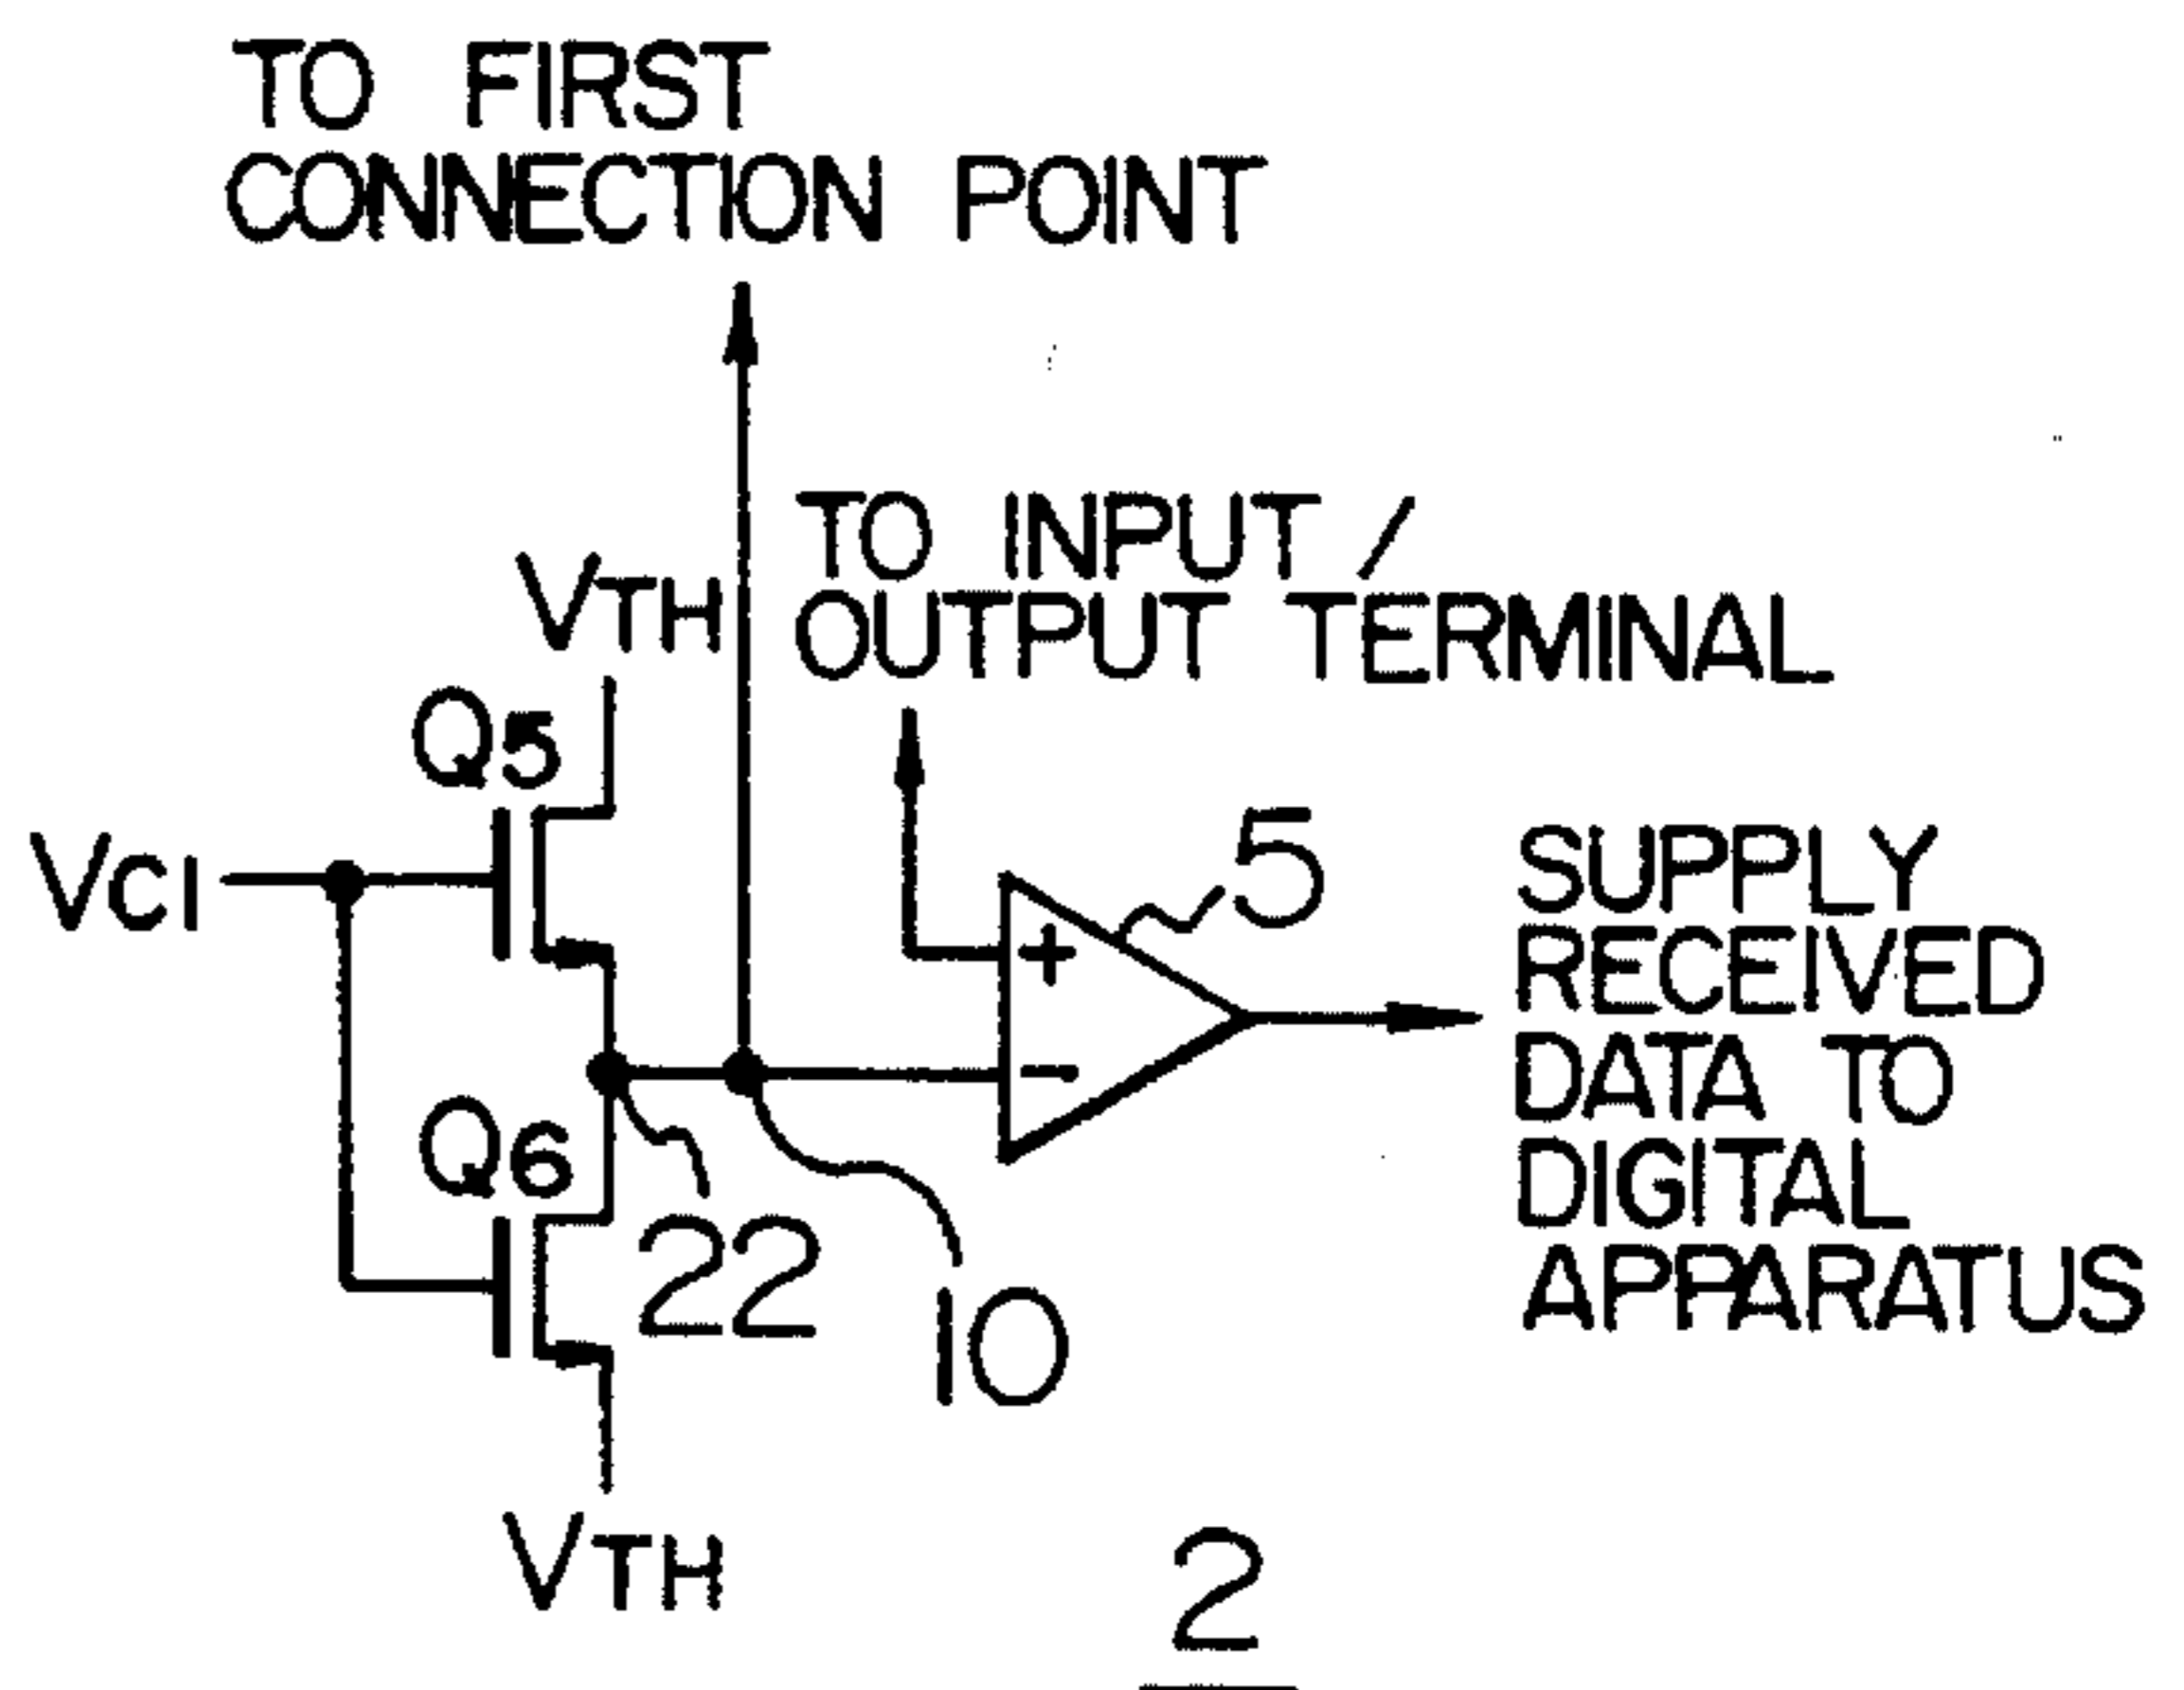 TO FIRST
CONNECTION POINT
TO INPUT /
OUTPUT TERMINAL
VTH
Q5
VCI
+
5
−
SUPPLY
RECEIVED
DATA TO
DIGITAL
APPARATUS
Q6
22
10
VTH
2